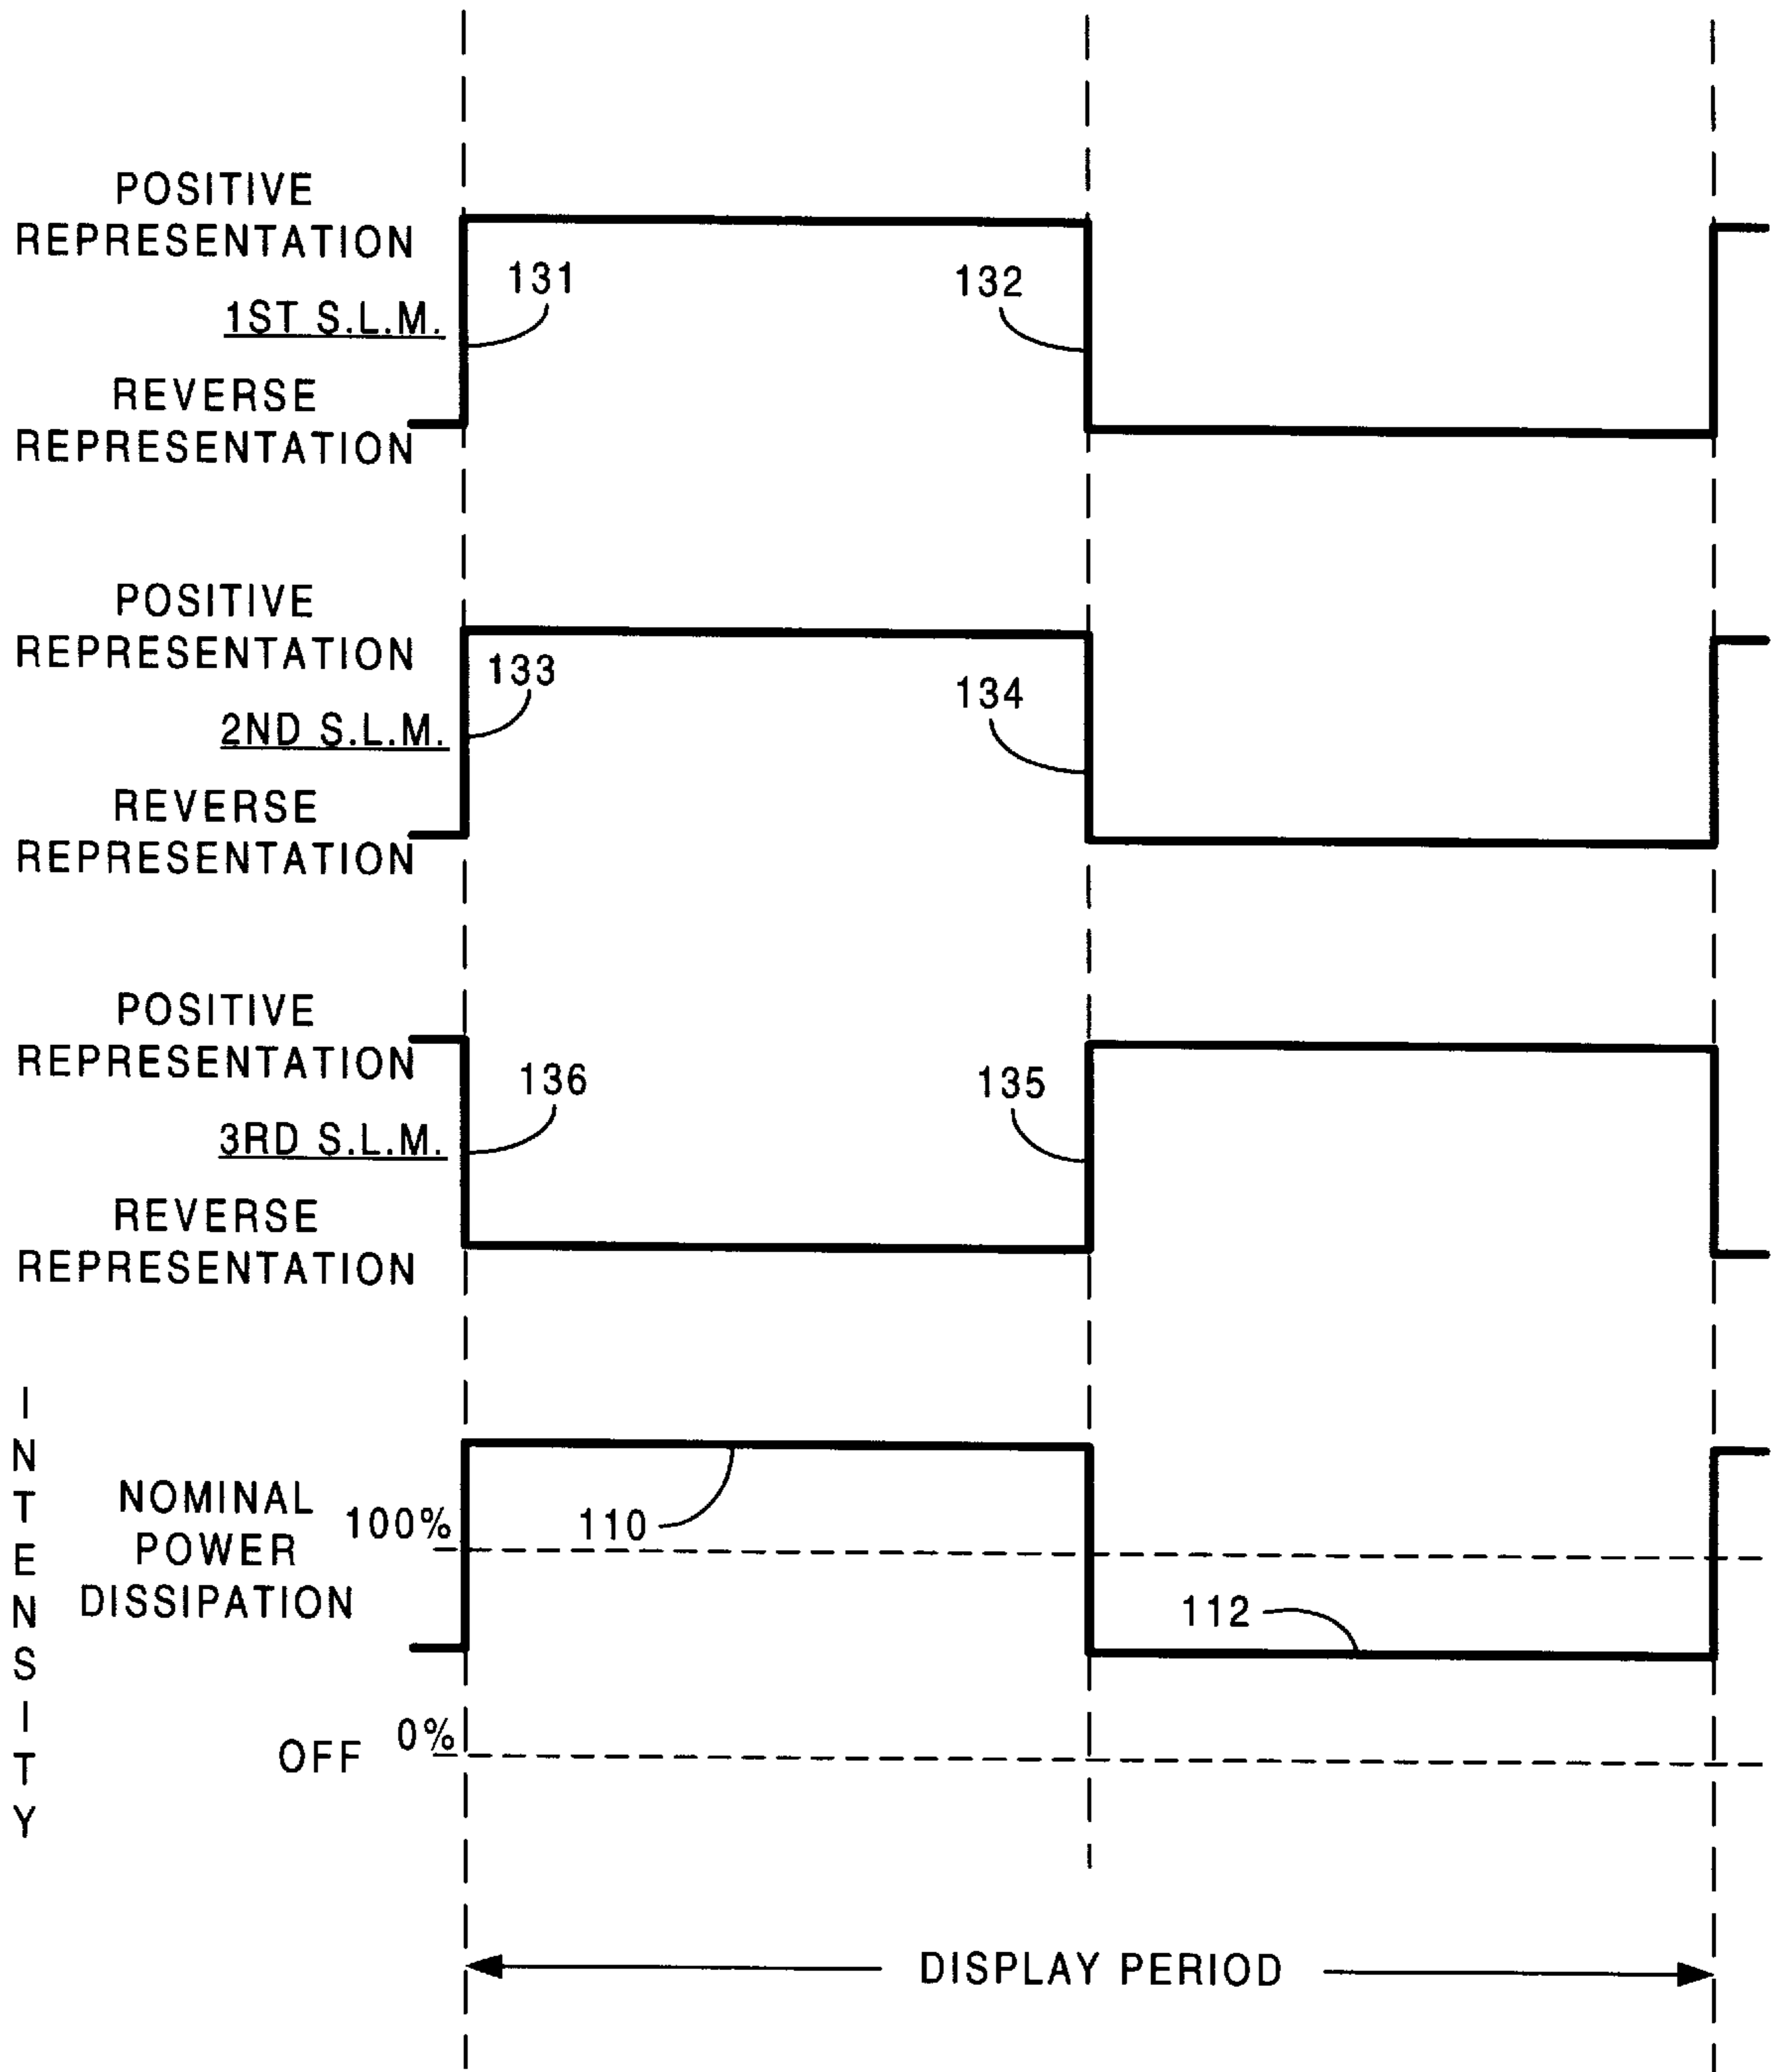 POSITIVE
REPRESENTATION
131
132
1ST S.L.M.
REVERSE
REPRESENTATION
POSITIVE
REPRESENTATION
133
134
2ND S.L.M.
REVERSE
REPRESENTATION
POSITIVE
REPRESENTATION
136
135
3RD S.L.M.
REVERSE
REPRESENTATION
INTENSITY
NOMINAL
POWER
DISSIPATION
100%
110
112
OFF
0%
DISPLAY PERIOD